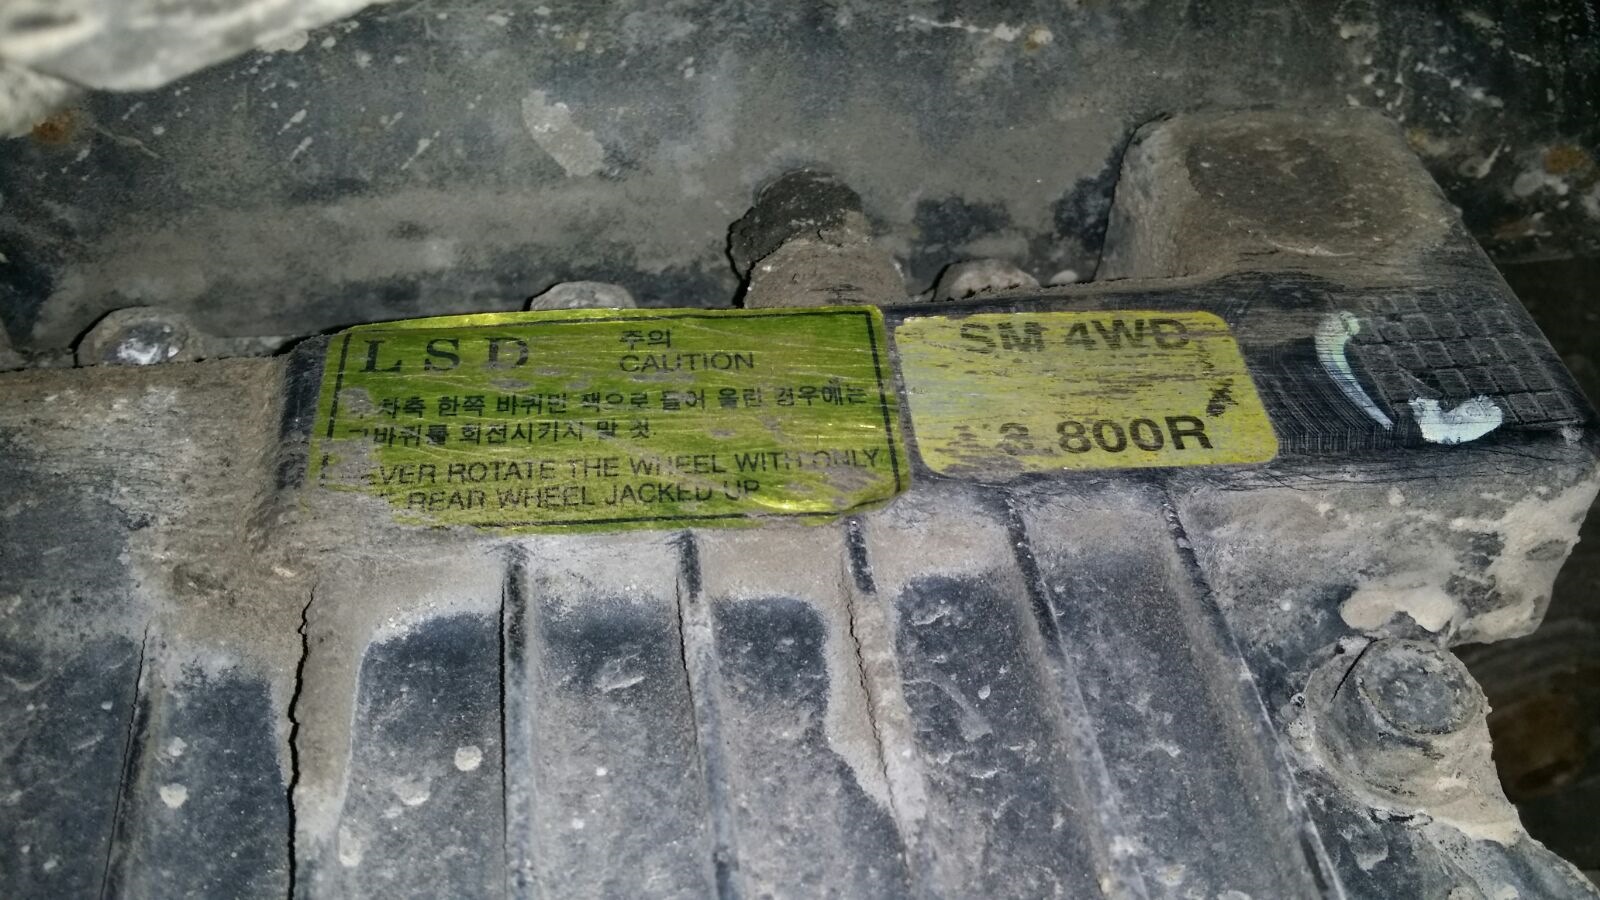 LSD
주의
CAUTION
차축 한쪽 바퀴만 잭으로 들어 올린 경우에는
바퀴를 회전시키지 말 것.
ROTATE THE WHEEL WITH ONLY
REAR WHEEL JACKED UP
SM 4WD
.800R